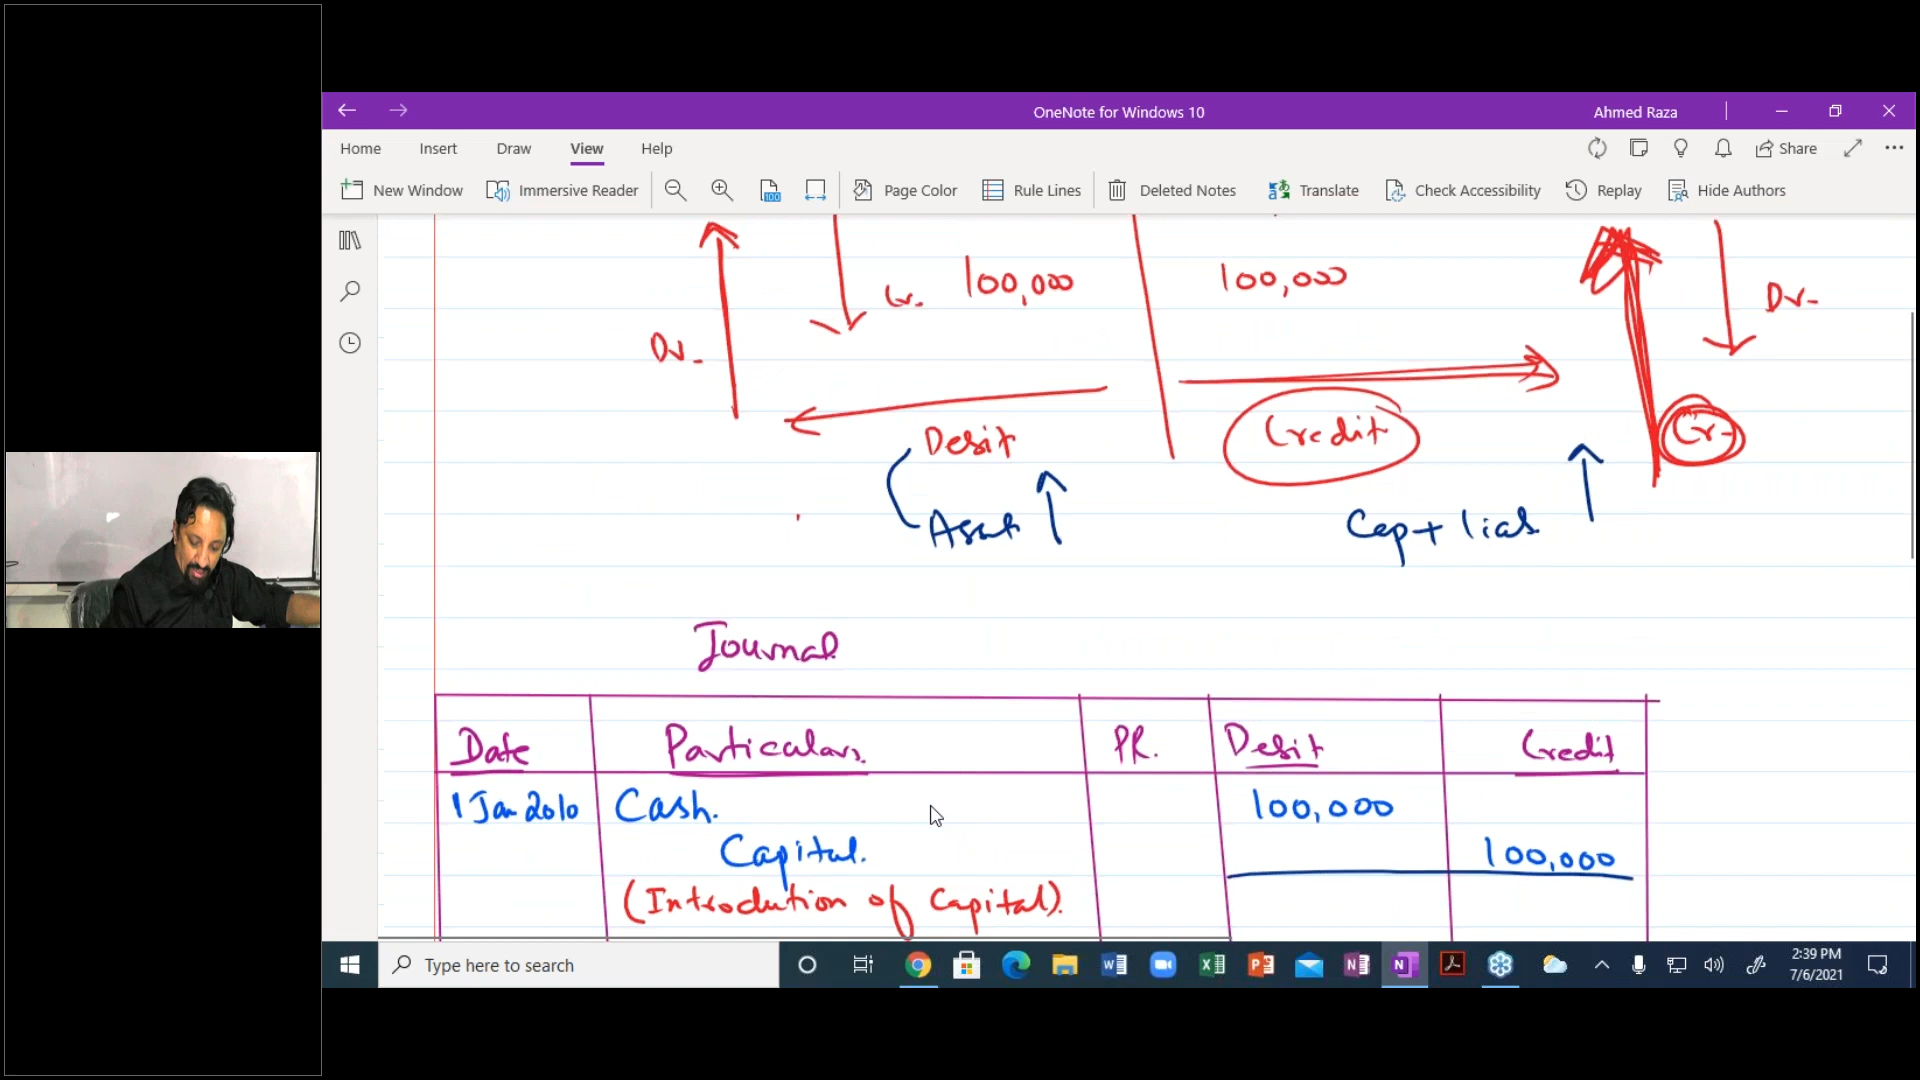 OneNote for Windows 10
Ahmed Raza
Home Insert Draw View Help
Share
New Window Immersive Reader 100 Page Color Rule Lines Deleted Notes Translate Check Accessibility Replay Hide Authors
Cr. 100,000 100,000 Dr.
Dr.
Debit Credit Cr.
Asset Cap + liab
Journal
Date Particulars. PR. Debit Credit
1 Jan 2010 Cash. 100,000
Capital. 100,000
(Introdution of Capital).
Type here to search
2:39 PM
7/6/2021